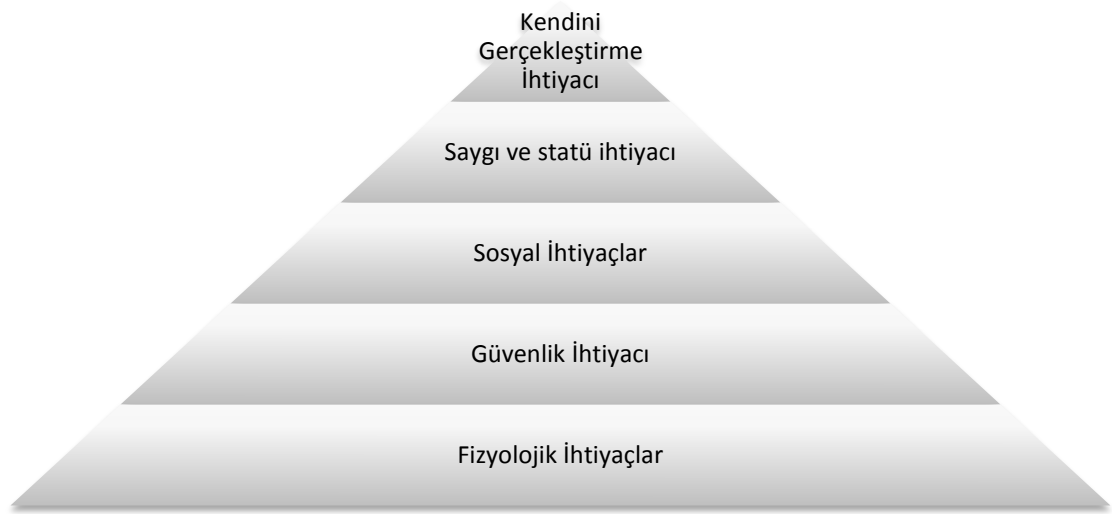 Kendini
Gerçekleştirme
İhtiyacı
Saygı ve statü ihtiyacı
Sosyal İhtiyaçlar
Güvenlik İhtiyacı
Fizyolojik İhtiyaçlar